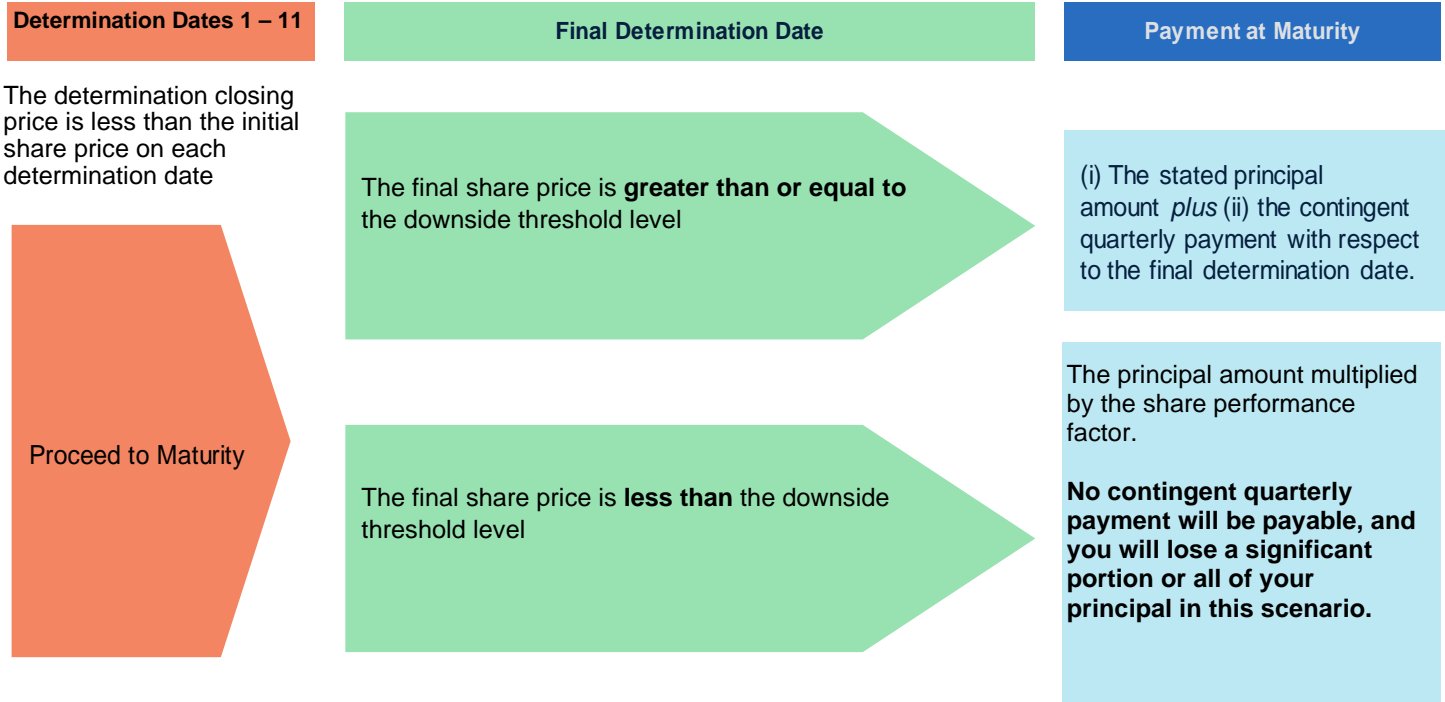 Determination Dates 1 – 11
Final Determination Date
Payment at Maturity
The determination closing
price is less than the initial
share price on each
determination date
Proceed to Maturity
The final share price is greater than or equal to
the downside threshold level
(i) The stated principal
amount plus (ii) the contingent
quarterly payment with respect
to the final determination date.
The final share price is less than the downside
threshold level
The principal amount multiplied
by the share performance
factor.
No contingent quarterly
payment will be payable, and
you will lose a significant
portion or all of your
principal in this scenario.